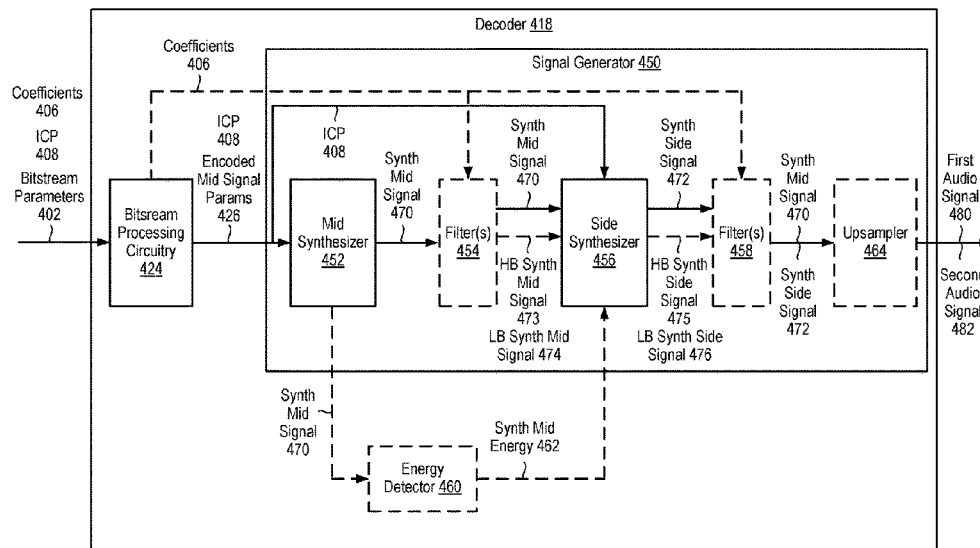 Decoder 418
Coefficients
406
Signal Generator 450
Coefficients
406
Coefficients
406
ICP
408
Bitstream
Parameters
402
ICP
408
Encoded
Mid Signal
Params
426
ICP
408
Synth
Mid
Signal
470
Synth
Mid
Signal
470
Synth
Side
Signal
472
Synth
Mid
Signal
470
First
Audio
Signal
480
Bitsream
Processing
Circuitry
424
Mid
Synthesizer
452
Filter(s)
454
Side
Synthesizer
456
Filter(s)
458
Upsampler
464
HB Synth
Mid
Signal
473
LB Synth Mid
Signal 474
HB Synth
Side
Signal
475
LB Synth Side
Signal 476
Synth
Side
Signal
472
Second
Audio
Signal
482
Synth
Mid
Signal
470
Synth Mid
Energy 462
Energy
Detector 460